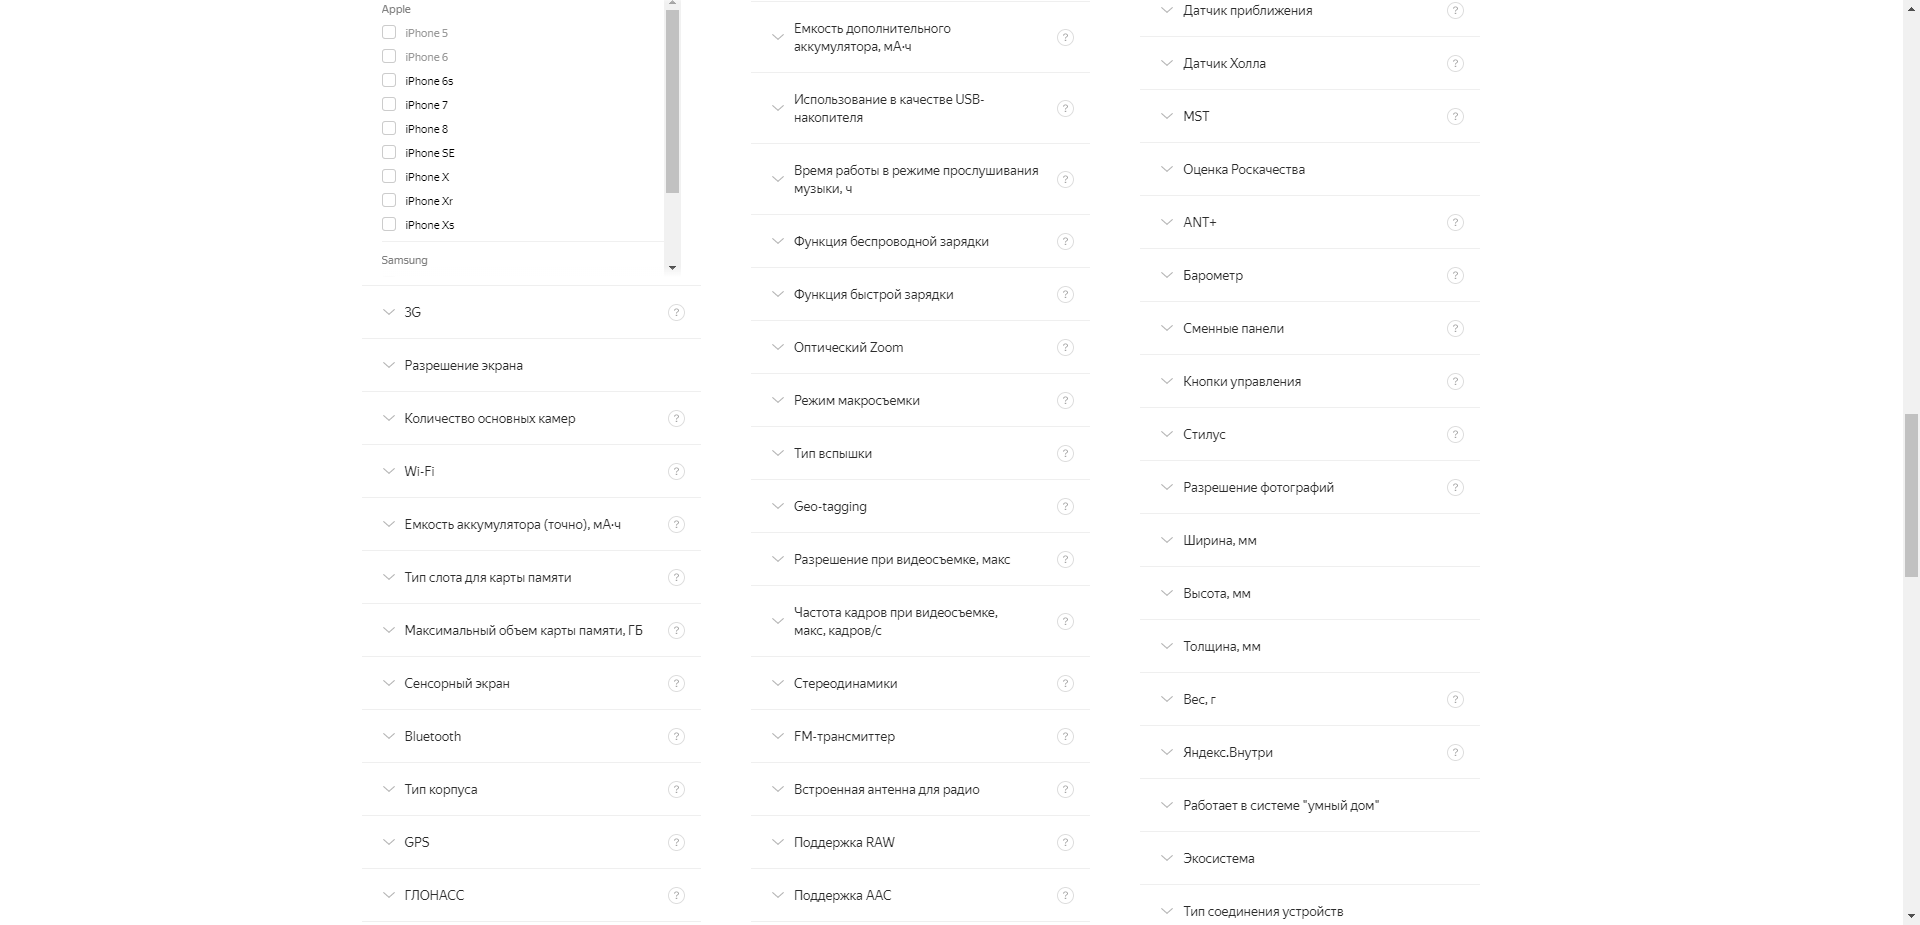 Apple
iPhone 5
iPhone 6
iPhone 6s
iPhone 7
iPhone 8
iPhone SE
iPhone X
iPhone Xr
iPhone Xs
Samsung
3G
?
Разрешение экрана
Количество основных камер
?
Wi-Fi
?
Емкость аккумулятора (точно), мА⋅ч
?
Тип слота для карты памяти
?
Максимальный объем карты памяти, ГБ
?
Сенсорный экран
?
Bluetooth
?
Тип корпуса
?
GPS
?
ГЛОНАСС
?
Емкость дополнительного
аккумулятора, мА⋅ч
?
Использование в качестве USB-
накопителя
?
Время работы в режиме прослушивания
музыки, ч
?
Функция беспроводной зарядки
?
Функция быстрой зарядки
?
Оптический Zoom
?
Режим макросъемки
?
Тип вспышки
?
Geo-tagging
?
Разрешение при видеосъемке, макс
?
Частота кадров при видеосъемке,
макс, кадров/с
?
Стереодинамики
?
FM-трансмиттер
?
Встроенная антенна для радио
?
Поддержка RAW
?
Поддержка AAC
?
Датчик приближения
?
Датчик Холла
?
MST
?
Оценка Роскачества
ANT+
?
Барометр
?
Сменные панели
?
Кнопки управления
?
Стилус
?
Разрешение фотографий
?
Ширина, мм
Высота, мм
Толщина, мм
Вес, г
?
Яндекс.Внутри
?
Работает в системе "умный дом"
Экосистема
Тип соединения устройств